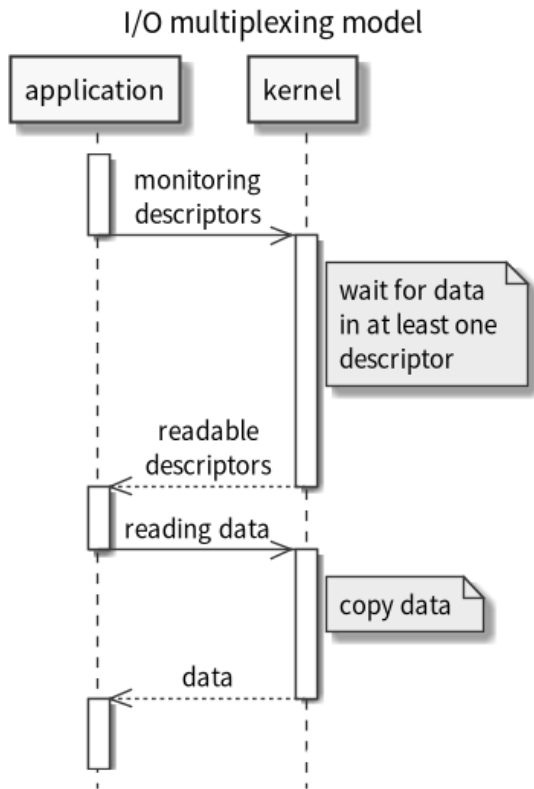 I/O multiplexing model
application
kernel
monitoring
descriptors
wait for data
in at least one
descriptor
readable
descriptors
reading data
copy data
data